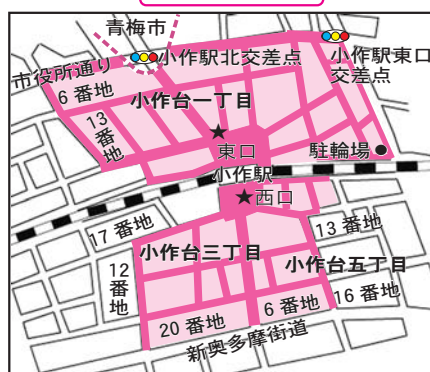 青梅市
市役所通り
小作駅北交差点
小作駅東口
交差点
6 番地
小作台一丁目
13
番
地
★
東口
駐輪場●
小作駅
★西口
17 番地
小作台三丁目
13 番地
小作台五丁目
12
番
地
16 番地
6 番地
20 番地
新奥多摩街道